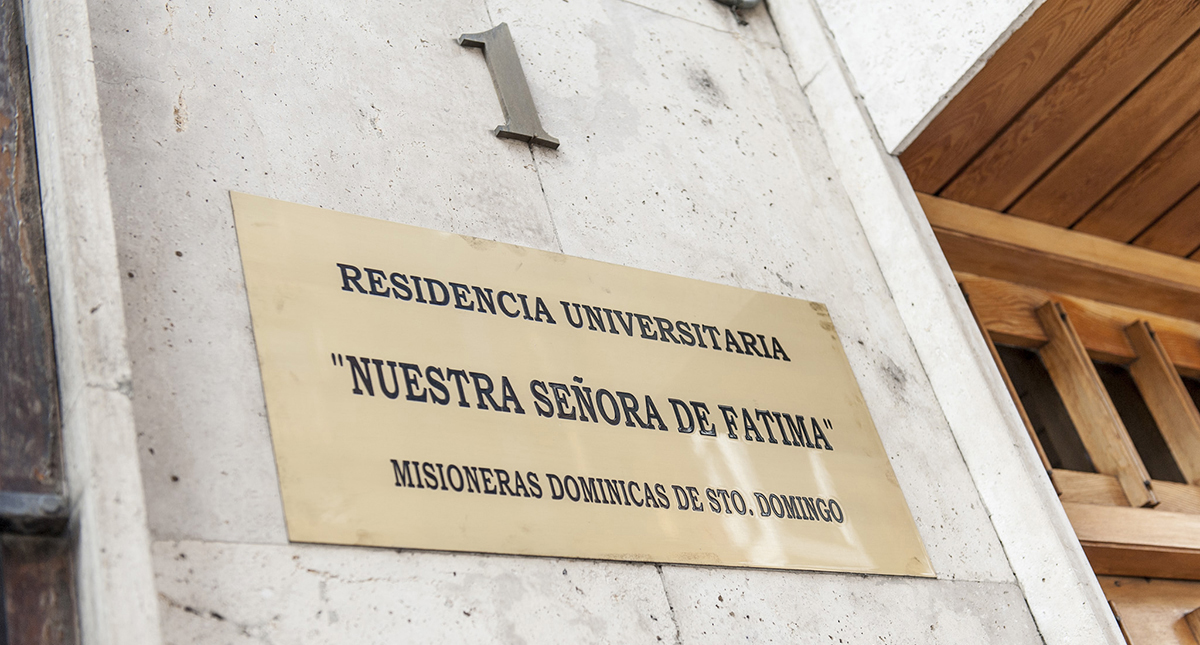 1
RESIDENCIA UNIVERSITARIA
"NUESTRA SEÑORA DE FATIMA"
MISIONERAS DOMINICAS DE STO. DOMINGO